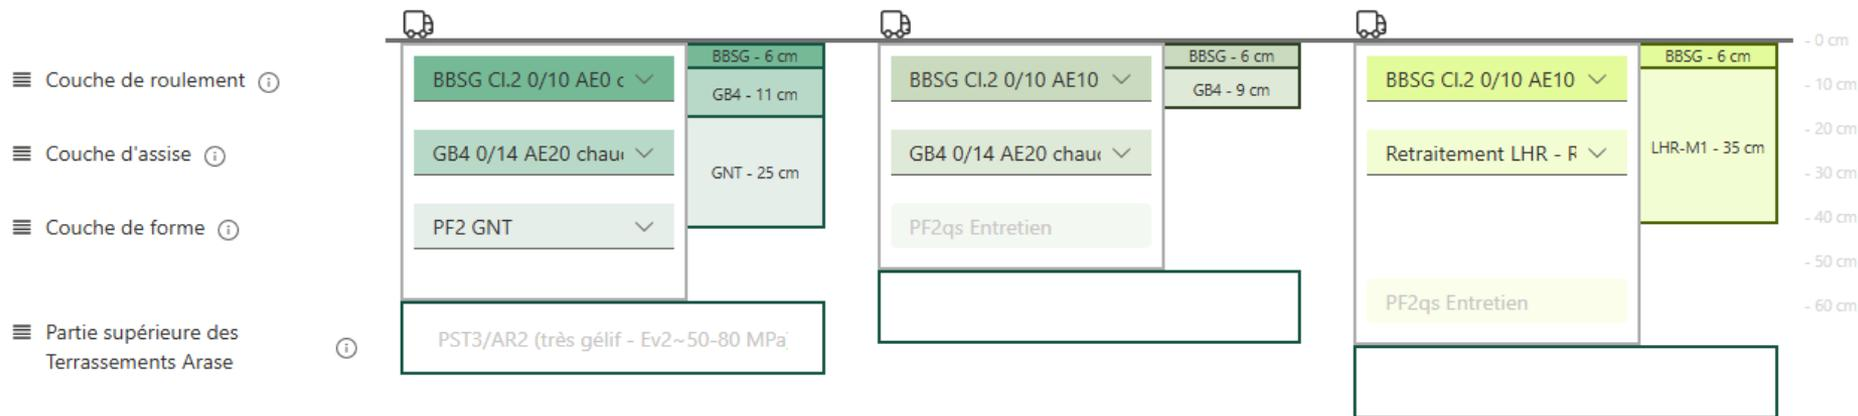 BBSG - 6 cm
BBSG - 6 cm
BBSG - 6 cm
- 0 cm
Couche de roulement
BBSG Cl.2 0/10 AE0 c
GB4 - 11 cm
BBSG Cl.2 0/10 AE10
GB4 - 9 cm
BBSG Cl.2 0/10 AE10
- 10 cm
- 20 cm
Couche d'assise
GB4 0/14 AE20 chau
GNT - 25 cm
GB4 0/14 AE20 chau
Retraitement LHR - R
LHR-M1 - 35 cm
- 30 cm
Couche de forme
PF2 GNT
PF2qs Entretien
- 40 cm
- 50 cm
PF2qs Entretien
- 60 cm
Partie supérieure des
Terrassements Arase
PST3/AR2 (très gélif - Ev2~50-80 MPa